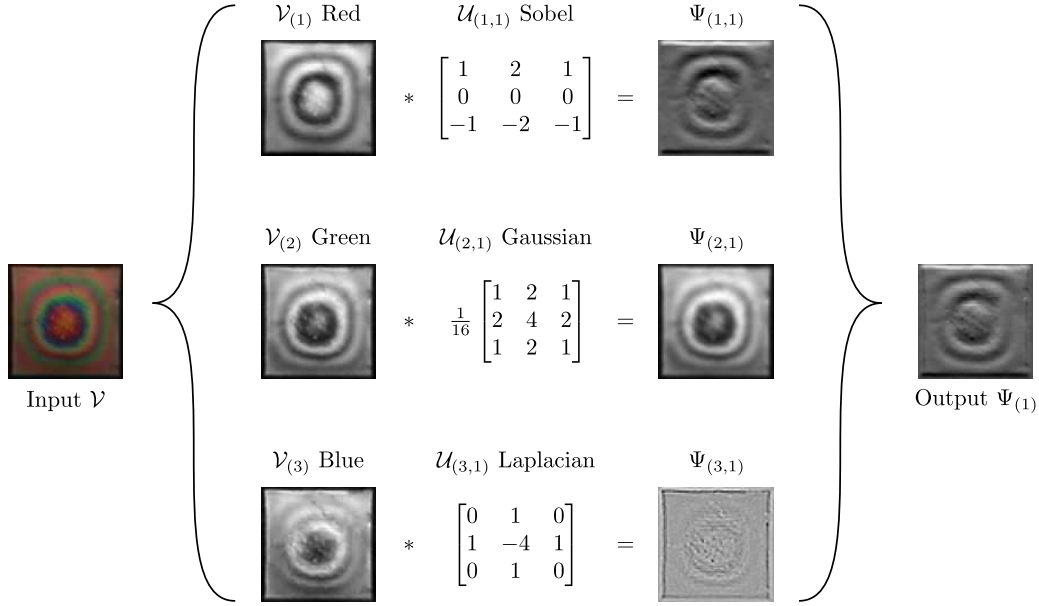 𝒱(1) Red
𝒰(1,1) Sobel
Ψ(1,1)
∗
[ 1 2 1
0 0 0
−1 −2 −1 ]
=
𝒱(2) Green
𝒰(2,1) Gaussian
Ψ(2,1)
∗
1/16 [ 1 2 1
2 4 2
1 2 1 ]
=
Input 𝒱
Output Ψ(1)
𝒱(3) Blue
𝒰(3,1) Laplacian
Ψ(3,1)
∗
[ 0 1 0
1 −4 1
0 1 0 ]
=